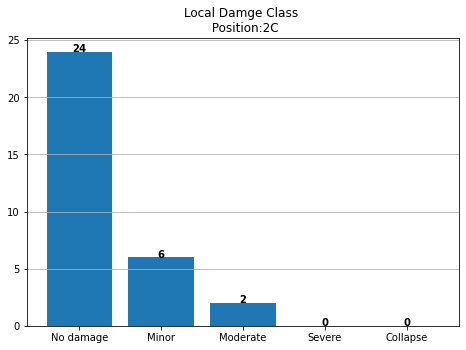 Local Damge Class
Position:2C
25
20
15
10
5
0
24
6
2
0
0
No damage
Minor
Moderate
Severe
Collapse